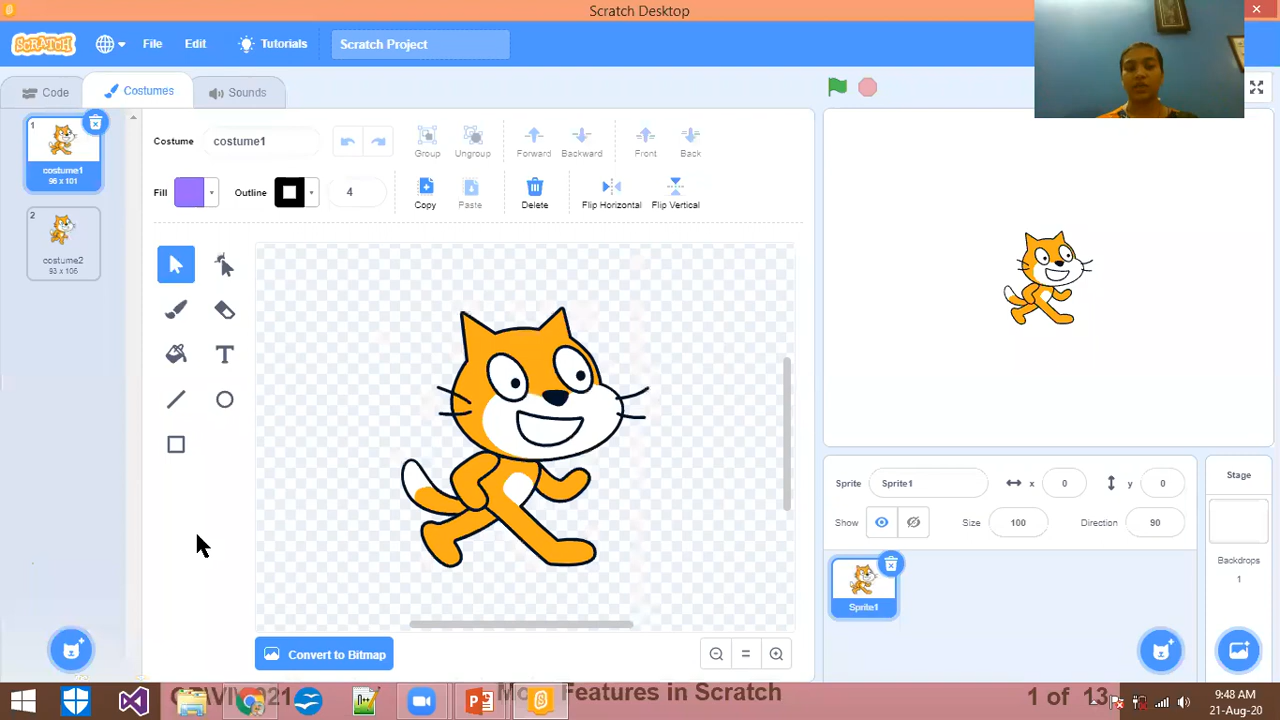 Scratch Desktop
SCRATCH File Edit Tutorials Scratch Project
Code Costumes Sounds
1
costume1
96 x 101
2
costume2
93 x 106
Costume costume1
Group Ungroup Forward Backward Front Back
Fill Outline 4
Copy Paste Delete Flip Horizontal Flip Vertical
T
Convert to Bitmap
Sprite Sprite1 x 0 y 0
Show Size 100 Direction 90
Sprite1
Stage
Backdrops
1
Features in Scratch
1 of 13
9:48 AM
21-Aug-20